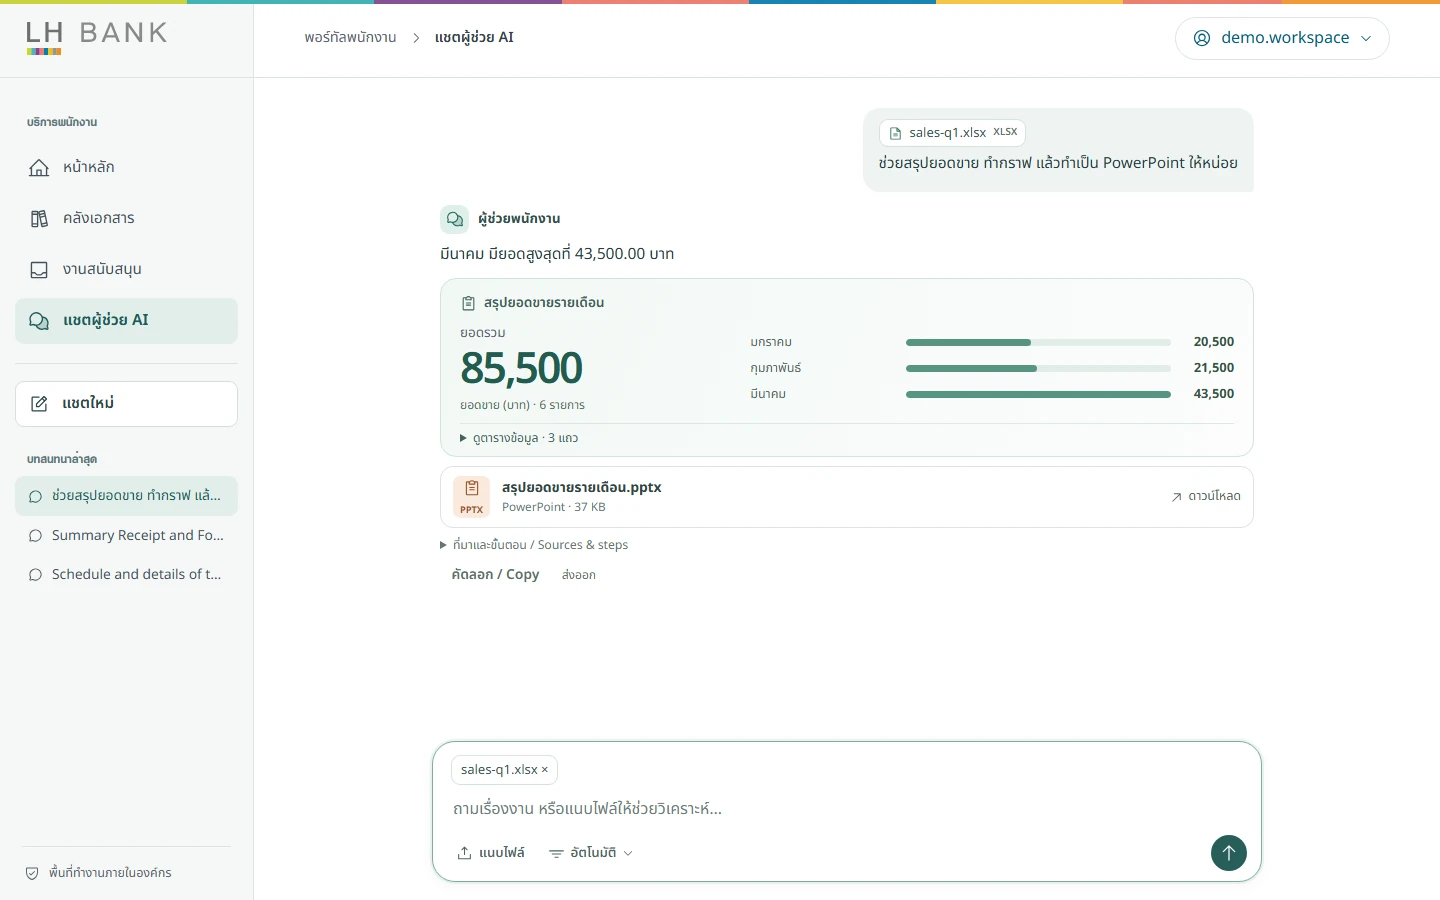 LH BANK
พอร์ทัลพนักงาน > แชตผู้ช่วย AI
demo.workspace
บริการพนักงาน
หน้าหลัก
คลังเอกสาร
งานสนับสนุน
แชตผู้ช่วย AI
แชตใหม่
บทสนทนาล่าสุด
ช่วยสรุปยอดขาย ทำกราฟ แล้...
Summary Receipt and Fo...
Schedule and details of t...
พื้นที่ทำงานภายในองค์กร
sales-q1.xlsx XLSX
ช่วยสรุปยอดขาย ทำกราฟ แล้วทำเป็น PowerPoint ให้หน่อย
ผู้ช่วยพนักงาน
มีนาคม มียอดสูงสุดที่ 43,500.00 บาท
สรุปยอดขายรายเดือน
ยอดรวม
85,500
ยอดขาย (บาท) · 6 รายการ
มกราคม 20,500
กุมภาพันธ์ 21,500
มีนาคม 43,500
ดูตารางข้อมูล · 3 แถว
PPTX
สรุปยอดขายรายเดือน.pptx
PowerPoint · 37 KB
ดาวน์โหลด
ที่มาและขั้นตอน / Sources & steps
คัดลอก / Copy ส่งออก
sales-q1.xlsx ×
ถามเรื่องงาน หรือแนบไฟล์ให้ช่วยวิเคราะห์...
แนบไฟล์ อัตโนมัติ